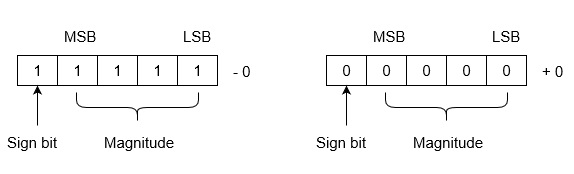 MSB LSB MSB LSB
1 1 1 1 1 - 0 0 0 0 0 0 + 0
Sign bit Magnitude Sign bit Magnitude